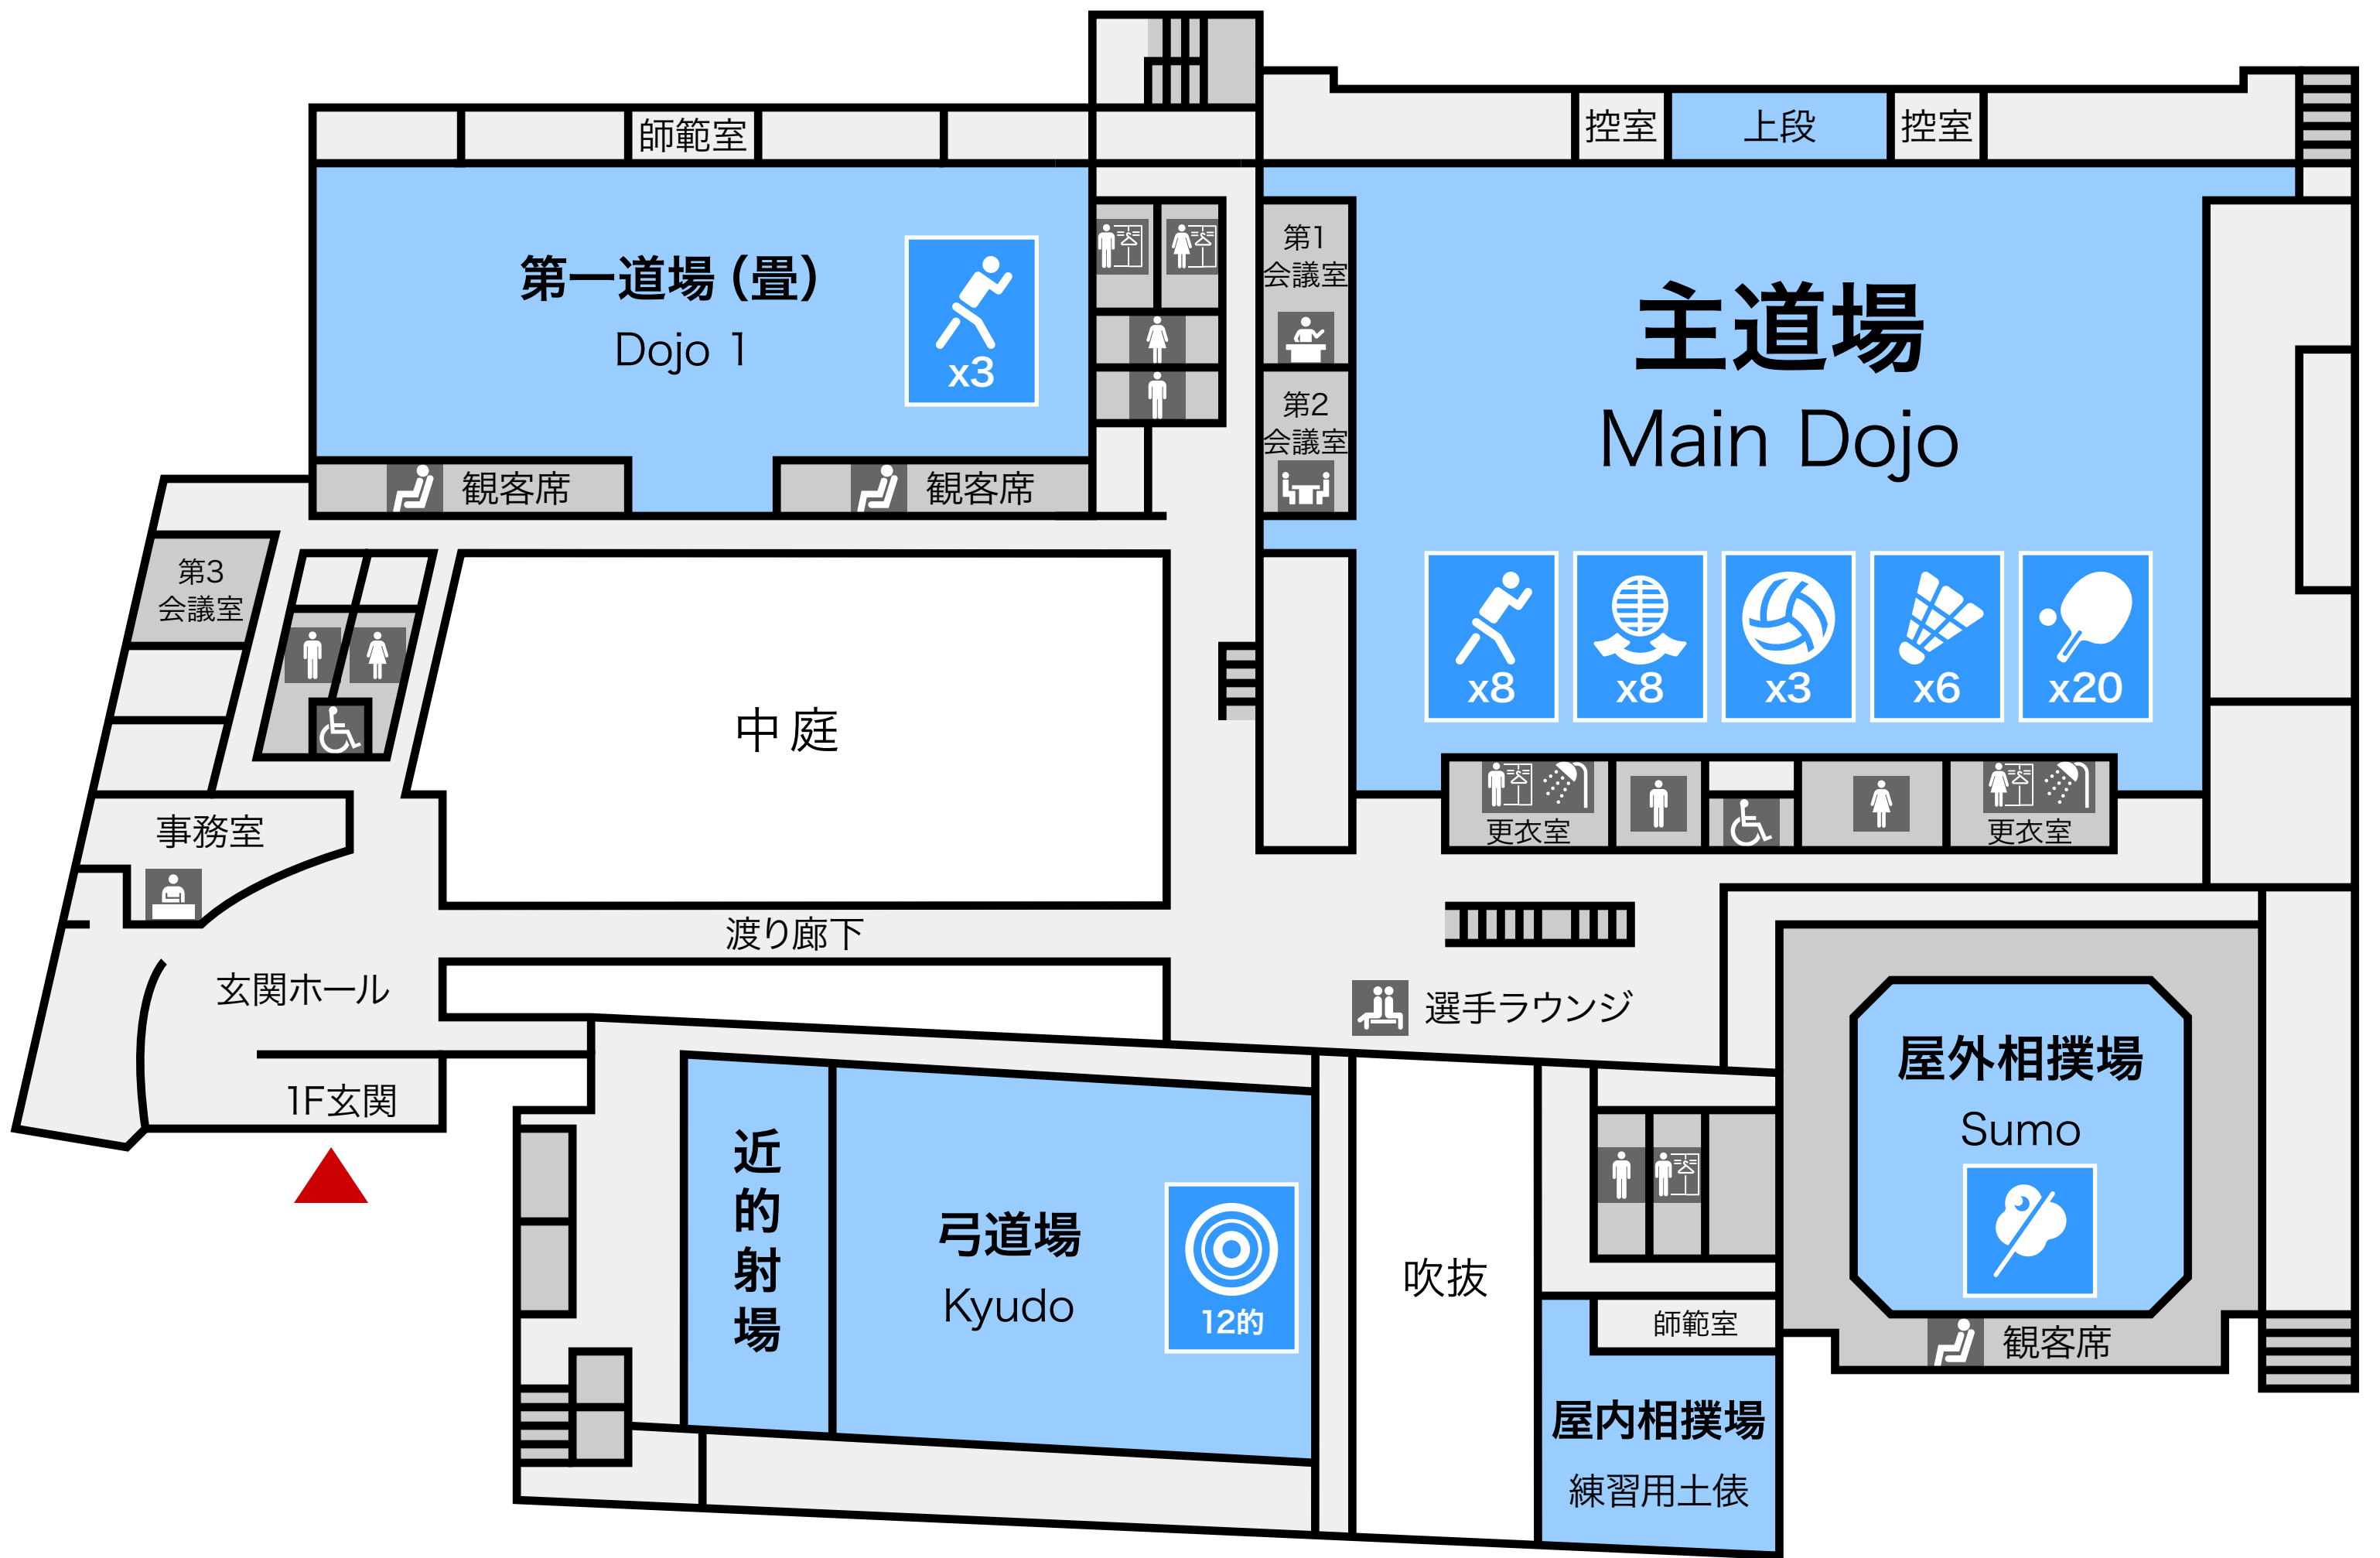 師範室
控室
上段
控室
第一道場(畳)
Dojo 1
x3
第1
会議室
第2
会議室
主道場
Main Dojo
x8
x8
x3
x6
x20
観客席
観客席
第3
会議室
中庭
更衣室
更衣室
事務室
渡り廊下
玄関ホール
選手ラウンジ
1F玄関
近的射場
弓道場
Kyudo
12的
吹抜
屋外相撲場
Sumo
観客席
師範室
屋内相撲場
練習用土俵